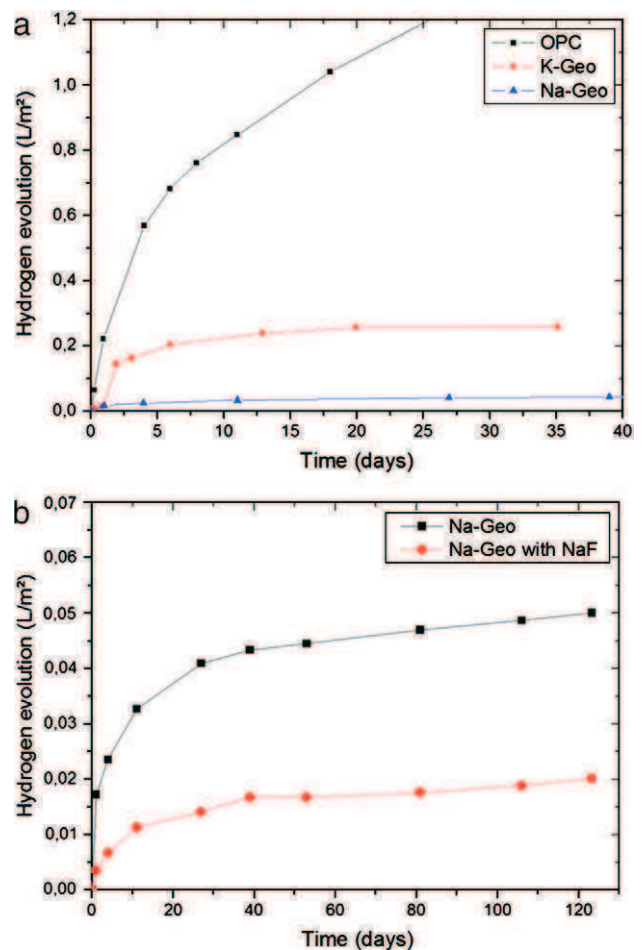 a
1,2
1,0
0,8
0,6
0,4
0,2
0,0
Hydrogen evolution (L/m²)
OPC
K-Geo
Na-Geo
0 5 10 15 20 25 30 35 40
Time (days)
b
0,07
0,06
0,05
0,04
0,03
0,02
0,01
0,00
Hydrogen evolution (L/m²)
Na-Geo
Na-Geo with NaF
0 20 40 60 80 100 120
Time (days)